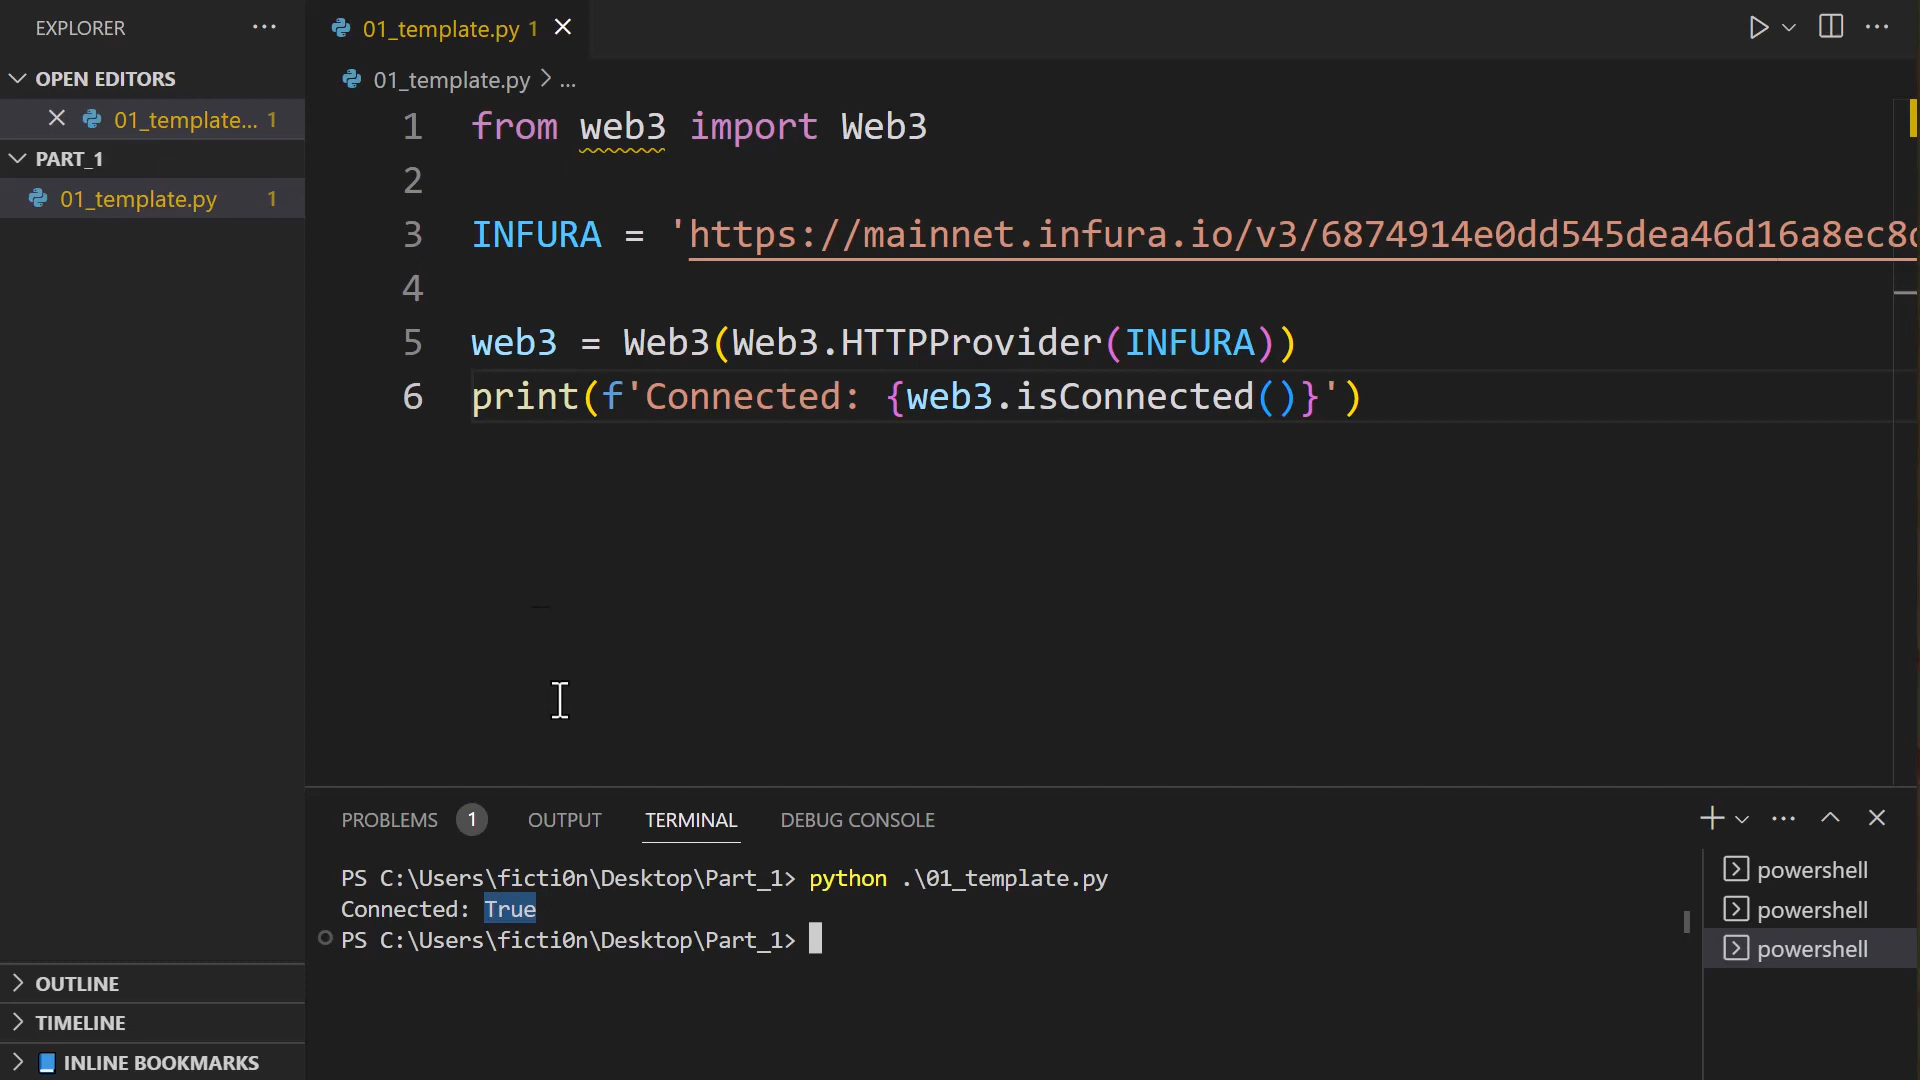 EXPLORER
OPEN EDITORS
01_template... 1
PART_1
01_template.py 1
OUTLINE
TIMELINE
INLINE BOOKMARKS
01_template.py 1
01_template.py > ...
1 from web3 import Web3
2
3 INFURA = 'https://mainnet.infura.io/v3/6874914e0dd545dea46d16a8ec8
4
5 web3 = Web3(Web3.HTTPProvider(INFURA))
6 print(f'Connected: {web3.isConnected()}')
PROBLEMS 1 OUTPUT TERMINAL DEBUG CONSOLE
PS C:\Users\ficti0n\Desktop\Part_1> python .\01_template.py
Connected: True
PS C:\Users\ficti0n\Desktop\Part_1>
powershell
powershell
powershell